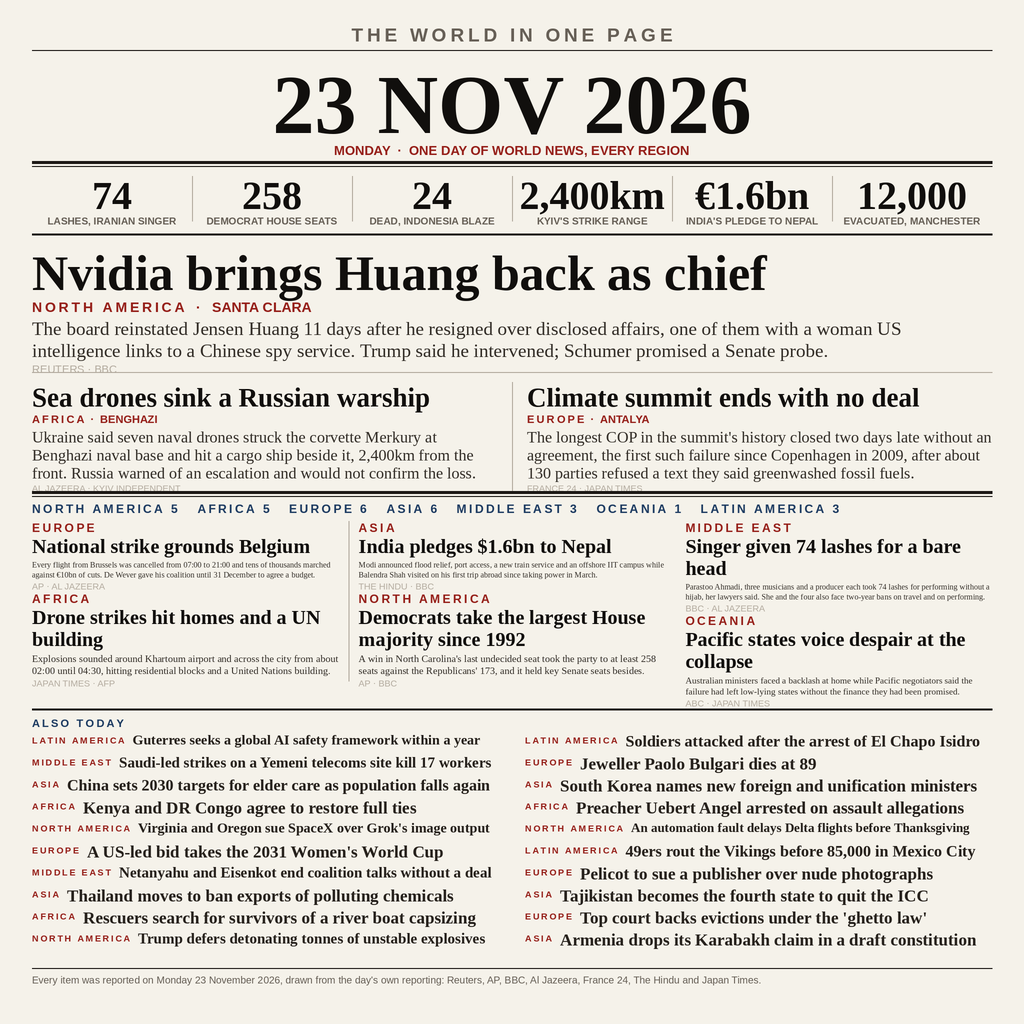 THE WORLD IN ONE PAGE
23 NOV 2026
MONDAY · ONE DAY OF WORLD NEWS, EVERY REGION
74
LASHES, IRANIAN SINGER
258
DEMOCRAT HOUSE SEATS
24
DEAD, INDONESIA BLAZE
2,400km
KYIV'S STRIKE RANGE
€1.6bn
INDIA'S PLEDGE TO NEPAL
12,000
EVACUATED, MANCHESTER
Nvidia brings Huang back as chief
NORTH AMERICA · SANTA CLARA
The board reinstated Jensen Huang 11 days after he resigned over disclosed affairs, one of them with a woman US
intelligence links to a Chinese spy service. Trump said he intervened; Schumer promised a Senate probe.
REUTERS · BBC
Sea drones sink a Russian warship
AFRICA · BENGHAZI
Ukraine said seven naval drones struck the corvette Merkury at
Benghazi naval base and hit a cargo ship beside it, 2,400km from the
front. Russia warned of an escalation and would not confirm the loss.
AL JAZEERA · KYIV INDEPENDENT
Climate summit ends with no deal
EUROPE · ANTALYA
The longest COP in the summit's history closed two days late without an
agreement, the first such failure since Copenhagen in 2009, after about
130 parties refused a text they said greenwashed fossil fuels.
FRANCE 24 · JAPAN TIMES
NORTH AMERICA 5 AFRICA 5 EUROPE 6 ASIA 6 MIDDLE EAST 3 OCEANIA 1 LATIN AMERICA 3
EUROPE
National strike grounds Belgium
Every flight from Brussels was cancelled from 07:00 to 21:00 and tens of thousands marched
against €10bn of cuts. De Wever gave his coalition until 31 December to agree a budget.
AP · AL JAZEERA
AFRICA
Drone strikes hit homes and a UN
building
Explosions sounded around Khartoum airport and across the city from about
02:00 until 04:30, hitting residential blocks and a United Nations building.
JAPAN TIMES · AFP
ASIA
India pledges $1.6bn to Nepal
Modi announced flood relief, port access, a new train service and an offshore IIT campus while
Balendra Shah visited on his first trip abroad since taking power in March.
THE HINDU · BBC
NORTH AMERICA
Democrats take the largest House
majority since 1992
A win in North Carolina's last undecided seat took the party to at least 258
seats against the Republicans' 173, and it held key Senate seats besides.
AP · BBC
MIDDLE EAST
Singer given 74 lashes for a bare
head
Parastoo Ahmadi, three musicians and a producer each took 74 lashes for performing without a
hijab, her lawyers said. She and the four also face two-year bans on travel and on performing.
BBC · AL JAZEERA
OCEANIA
Pacific states voice despair at the
collapse
Australian ministers faced a backlash at home while Pacific negotiators said the
failure had left low-lying states without the finance they had been promised.
ABC · JAPAN TIMES
ALSO TODAY
LATIN AMERICA Guterres seeks a global AI safety framework within a year
MIDDLE EAST Saudi-led strikes on a Yemeni telecoms site kill 17 workers
ASIA China sets 2030 targets for elder care as population falls again
AFRICA Kenya and DR Congo agree to restore full ties
NORTH AMERICA Virginia and Oregon sue SpaceX over Grok's image output
EUROPE A US-led bid takes the 2031 Women's World Cup
MIDDLE EAST Netanyahu and Eisenkot end coalition talks without a deal
ASIA Thailand moves to ban exports of polluting chemicals
AFRICA Rescuers search for survivors of a river boat capsizing
NORTH AMERICA Trump defers detonating tonnes of unstable explosives
LATIN AMERICA Soldiers attacked after the arrest of El Chapo Isidro
EUROPE Jeweller Paolo Bulgari dies at 89
ASIA South Korea names new foreign and unification ministers
AFRICA Preacher Uebert Angel arrested on assault allegations
NORTH AMERICA An automation fault delays Delta flights before Thanksgiving
LATIN AMERICA 49ers rout the Vikings before 85,000 in Mexico City
EUROPE Pelicot to sue a publisher over nude photographs
ASIA Tajikistan becomes the fourth state to quit the ICC
EUROPE Top court backs evictions under the 'ghetto law'
ASIA Armenia drops its Karabakh claim in a draft constitution
Every item was reported on Monday 23 November 2026, drawn from the day's own reporting: Reuters, AP, BBC, Al Jazeera, France 24, The Hindu and Japan Times.